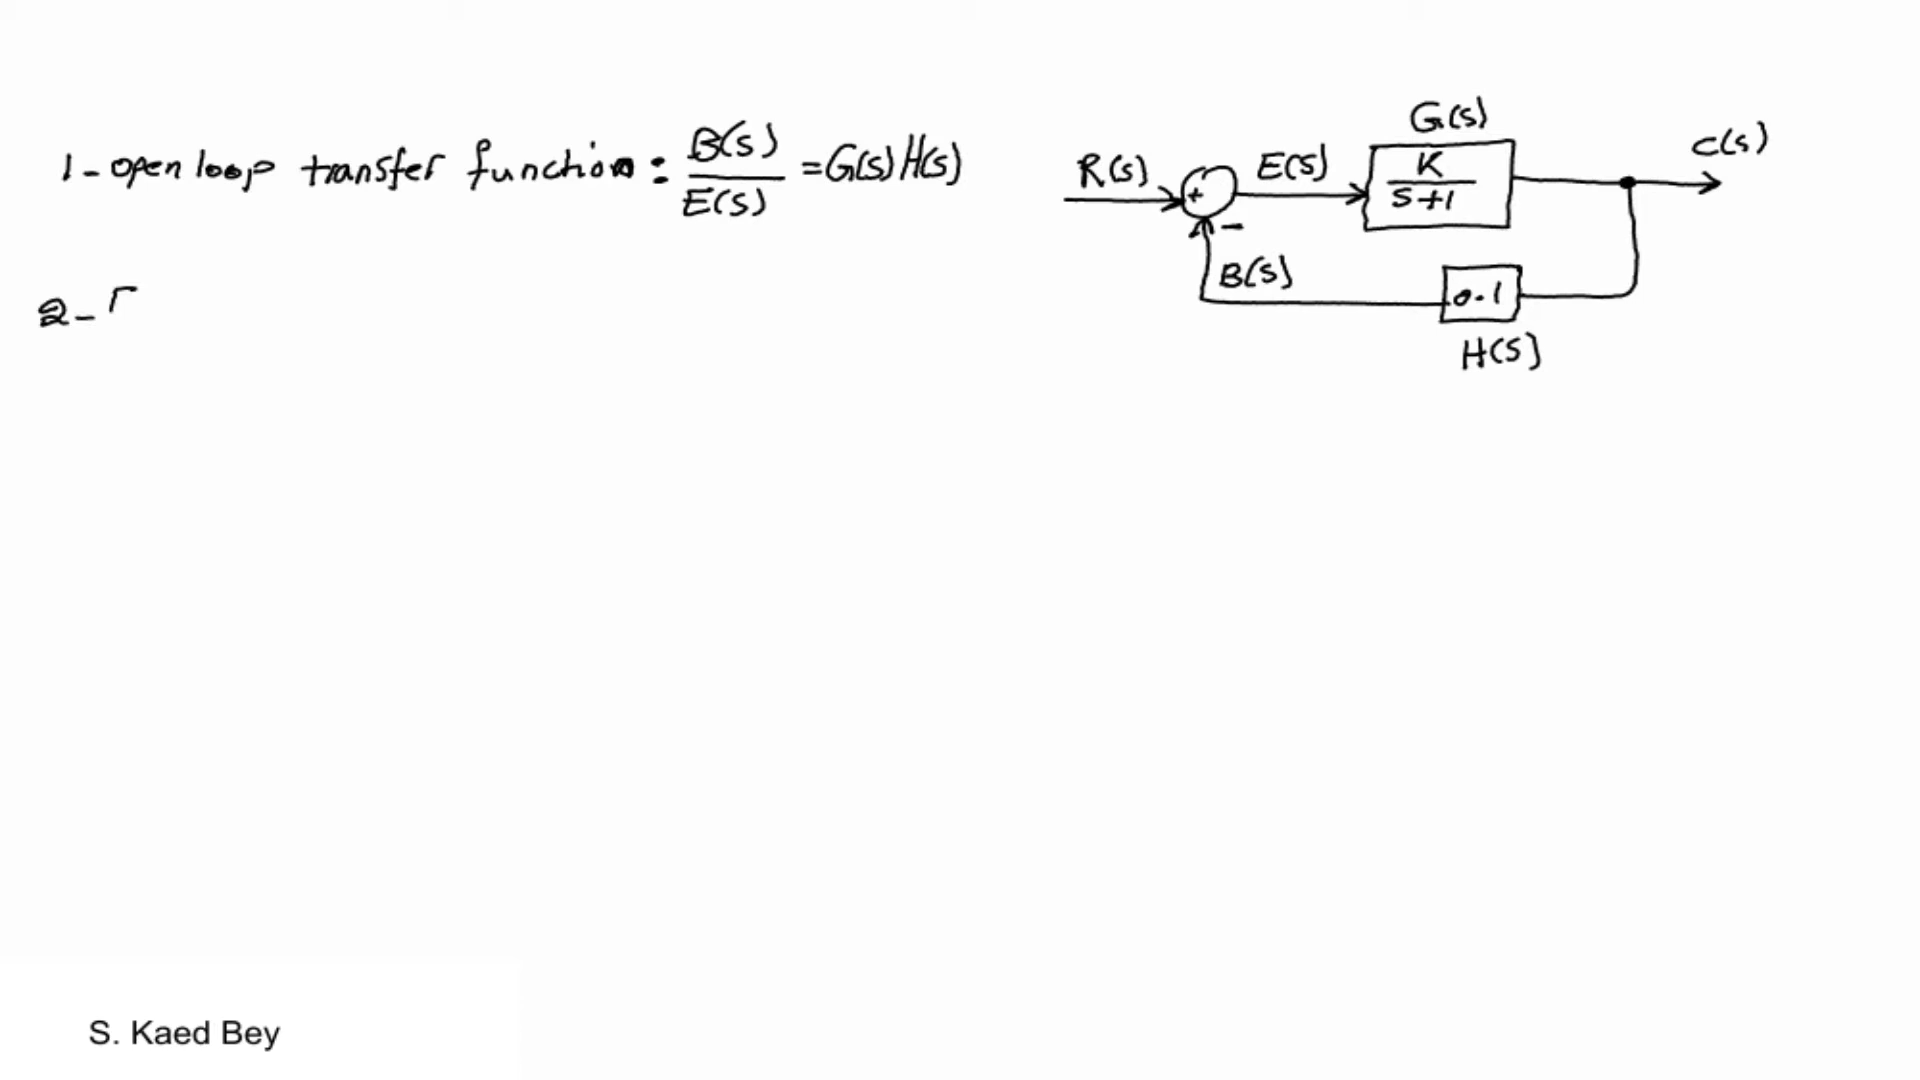 1- open loop transfer function : B(s) / E(s) = G(s) H(s)
2-
G(s)
R(s)
+
-
E(s)
K / S+1
C(s)
B(s)
0.1
H(s)
S. Kaed Bey